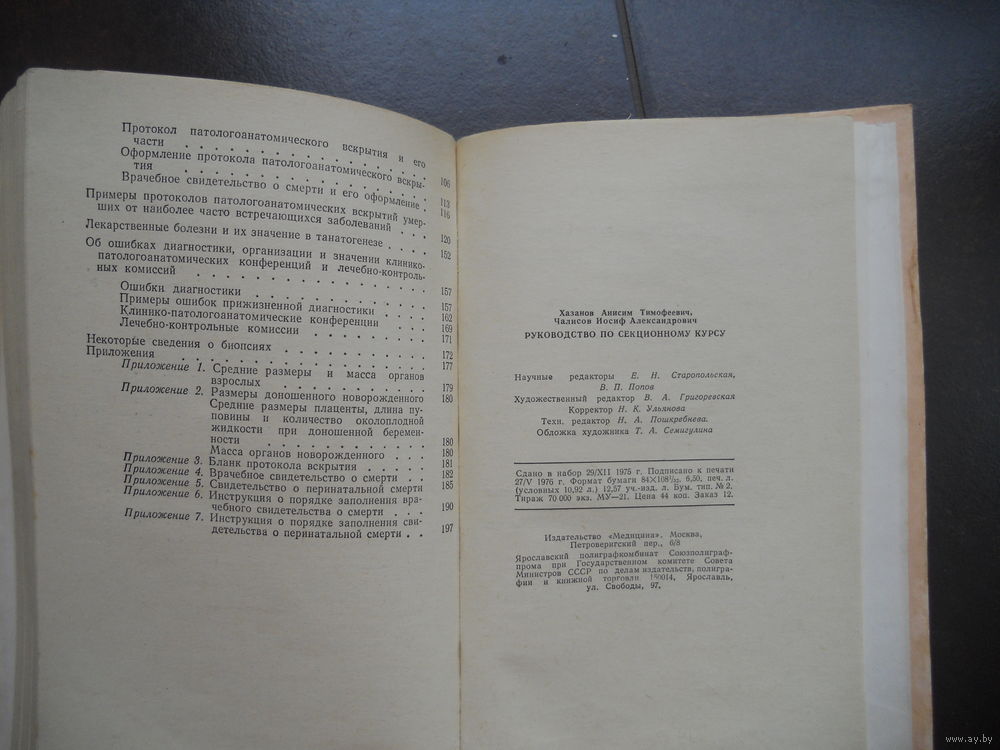 Протокол патологоанатомического вскрытия и его
части . . . . . . . . . . . . . . . 106
Оформление протокола патологоанатомического вскры-
тия . . . . . . . . . . . . . . . 113
Врачебное свидетельство о смерти и его оформление . 116
Примеры протоколов патологоанатомических вскрытий умер-
ших от наиболее часто встречающихся заболеваний . . . 120
Лекарственные болезни и их значение в танатогенезе . . . . 152
Об ошибках диагностики, организации и значении клинико-
патологоанатомических конференций и лечебно-контроль-
ных комиссий . . . . . . . . . . . . . 157
Ошибки диагностики . . . . . . . . . . 157
Примеры ошибок прижизненной диагностики . . . . 162
Клинико-патологоанатомические конференции . . . 169
Лечебно-контрольные комиссии . . . . . . . 171
Некоторые сведения о биопсиях . . . . . . . . . 172
Приложения . . . . . . . . . . . . . . 177
Приложение 1. Средние размеры и масса органов
взрослых . . . . . . . . . . 179
Приложение 2. Размеры доношенного новорожденного 180
Средние размеры плаценты, длина пу-
повины и количество околоплодной
жидкости при доношенной беремен-
ности . . . . . . . . . . . 180
Масса органов новорожденного . . . 180
Приложение 3. Бланк протокола вскрытия . . . . . 181
Приложение 4. Врачебное свидетельство о смерти . . 182
Приложение 5. Свидетельство о перинатальной смерти 185
Приложение 6. Инструкция о порядке заполнения вра-
чебного свидетельства о смерти . . . 190
Приложение 7. Инструкция о порядке заполнения сви-
детельства о перинатальной смерти . . 197
Хазанов Анисим Тимофеевич,
Чалисов Иосиф Александрович
РУКОВОДСТВО ПО СЕКЦИОННОМУ КУРСУ
Научные редакторы Е. Н. Старопольская,
В. П. Попов
Художественный редактор В. А. Григоревская
Корректор Н. К. Ульянова
Техн. редактор Н. А. Пошкребнева.
Обложка художника Т. А. Семигулина
Сдано в набор 29/XII 1975 г. Подписано к печати
27/V 1976 г. Формат бумаги 84×108¹/₃₂. 6,50. печ. л.
(условных 10,92 л.) 12,57 уч.-изд. л. Бум. тип. № 2.
Тираж 70 000 экз. МУ—21. Цена 44 коп. Заказ 12.
Издательство «Медицина». Москва,
Петроверигский пер., 6/8
Ярославский полиграфкомбинат Союзполиграф-
прома при Государственном комитете Совета
Министров СССР по делам издательств, полигра-
фии и книжной торговли. 150014, Ярославль,
ул. Свободы, 97.
www.ay.by